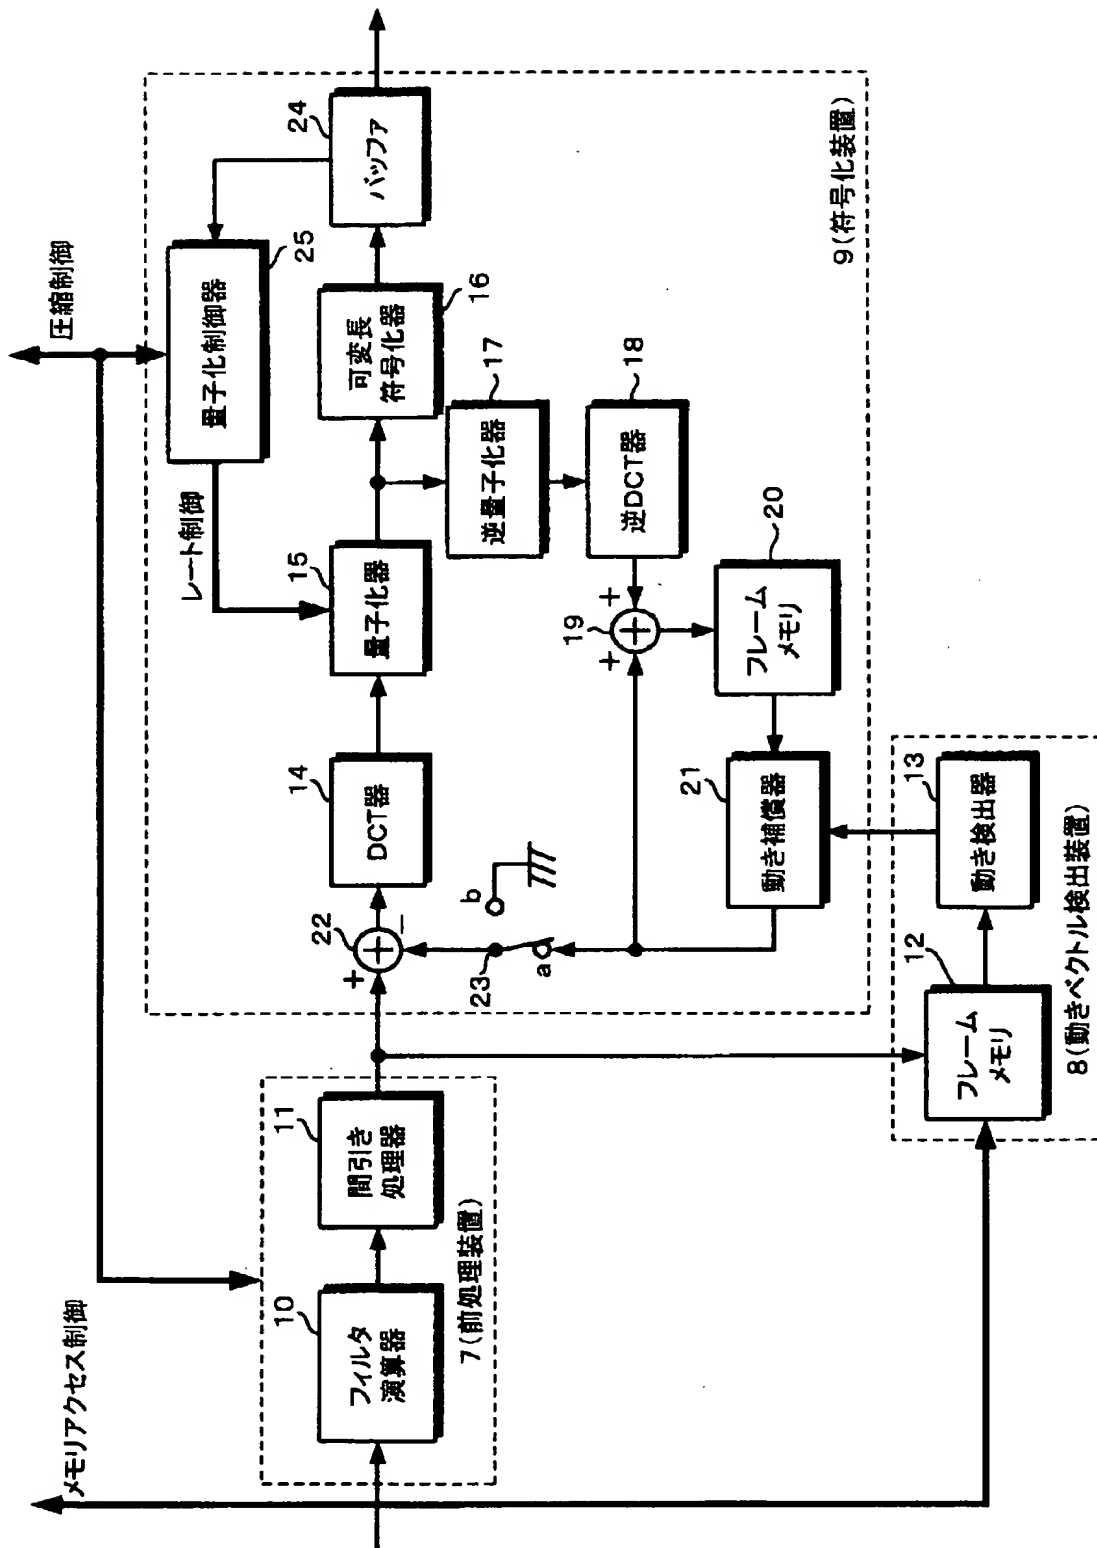 メモリアクセス制御
圧縮制御
レート制御
量子化制御器
25
フィルタ
演算器
10
間引き
処理器
11
7(前処理装置)
+
−
22
DCT器
14
量子化器
15
可変長
符号化器
16
バッファ
24
逆量子化器
17
逆DCT器
18
+
+
19
フレーム
メモリ
20
動き補償器
21
23
a
b
9(符号化装置)
フレーム
メモリ
12
動き検出器
13
8(動きベクトル検出装置)